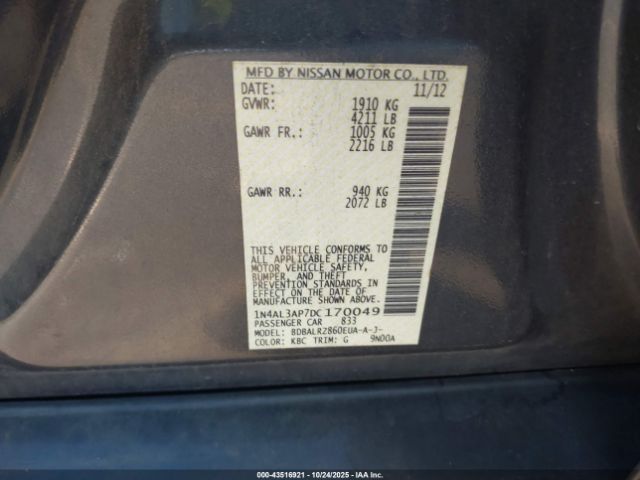 MFD BY NISSAN MOTOR CO., LTD.
DATE: 11/12
GVWR: 1910 KG
4211 LB
GAWR FR.: 1005 KG
2216 LB
GAWR RR.: 940 KG
2072 LB
THIS VEHICLE CONFORMS TO
ALL APPLICABLE FEDERAL
MOTOR VEHICLE SAFETY,
BUMPER, AND THEFT
PREVENTION STANDARDS
IN EFFECT ON THE DATE OF
MANUFACTURE SHOWN ABOVE.
1N4AL3AP7DC170049
PASSENGER CAR 833
MODEL: BDBALRZ860EUA-A-J-
COLOR: KBC TRIM: G 9N00A
000-43516921 - 10/24/2025 - IAA Inc.